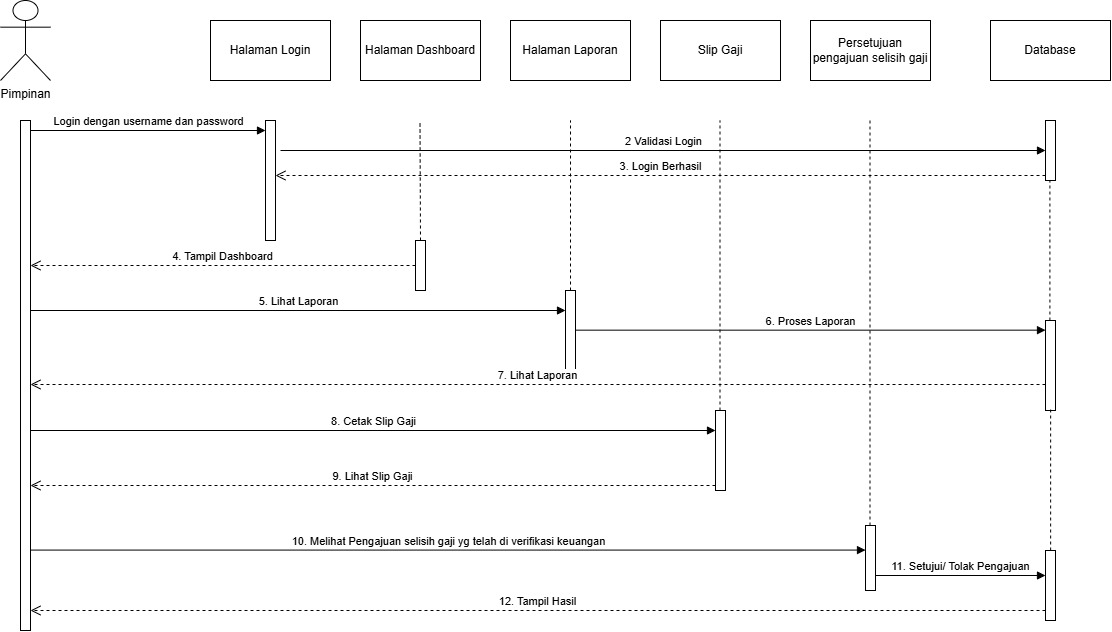 Pimpinan
Halaman Login
Halaman Dashboard
Halaman Laporan
Slip Gaji
Persetujuan
pengajuan selisih gaji
Database
Login dengan username dan password
2 Validasi Login
3. Login Berhasil
4. Tampil Dashboard
5. Lihat Laporan
6. Proses Laporan
7. Lihat Laporan
8. Cetak Slip Gaji
9. Lihat Slip Gaji
10. Melihat Pengajuan selisih gaji yg telah di verifikasi keuangan
11. Setujui/ Tolak Pengajuan
12. Tampil Hasil